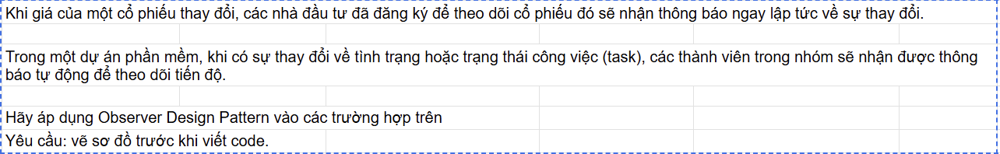 Khi giá của một cổ phiếu thay đổi, các nhà đầu tư đã đăng ký để theo dõi cổ phiếu đó sẽ nhận thông báo ngay lập tức về sự thay đổi.
Trong một dự án phần mềm, khi có sự thay đổi về tình trạng hoặc trạng thái công việc (task), các thành viên trong nhóm sẽ nhận được thông
báo tự động để theo dõi tiến độ.
Hãy áp dụng Observer Design Pattern vào các trường hợp trên
Yêu cầu: vẽ sơ đồ trước khi viết code.